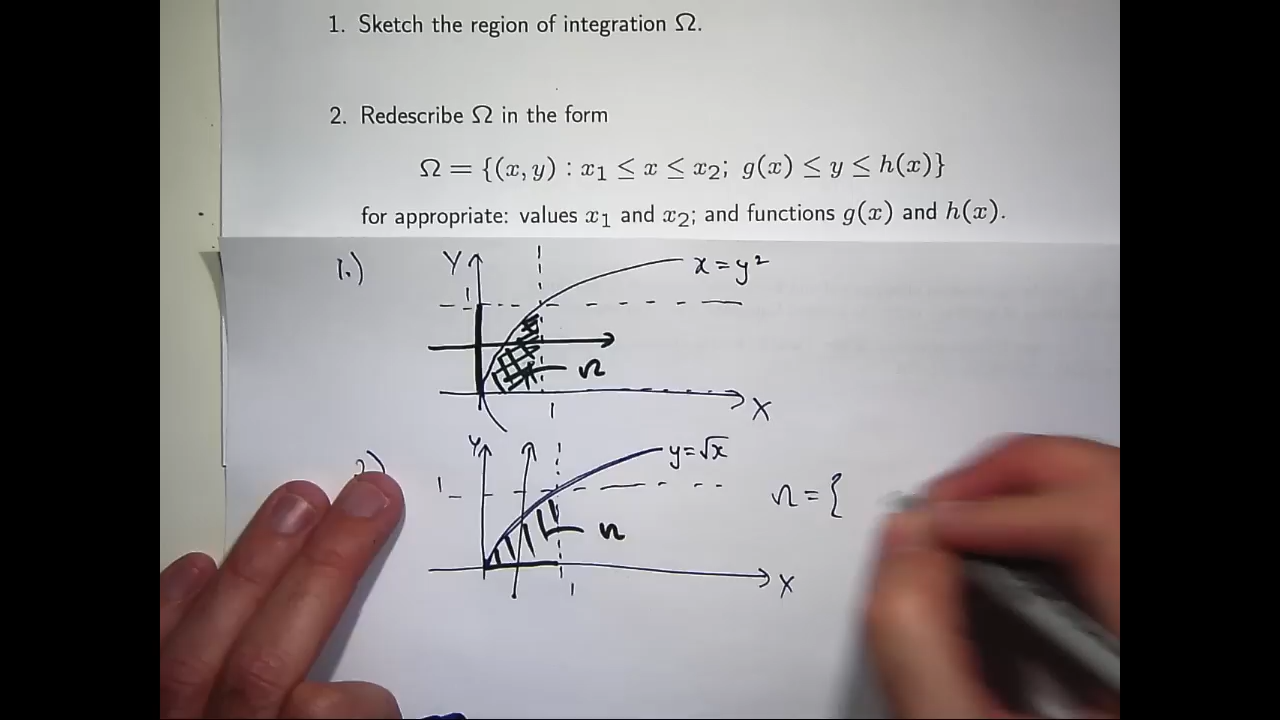 1. Sketch the region of integration Ω.
2. Redescribe Ω in the form
Ω = {(x, y) : x₁ ≤ x ≤ x₂; g(x) ≤ y ≤ h(x)}
for appropriate: values x₁ and x₂; and functions g(x) and h(x).
1.)
Y
x = y²
1
Ω
1
X
2)
Y
y = √x
1
Ω = {
Ω
1
X